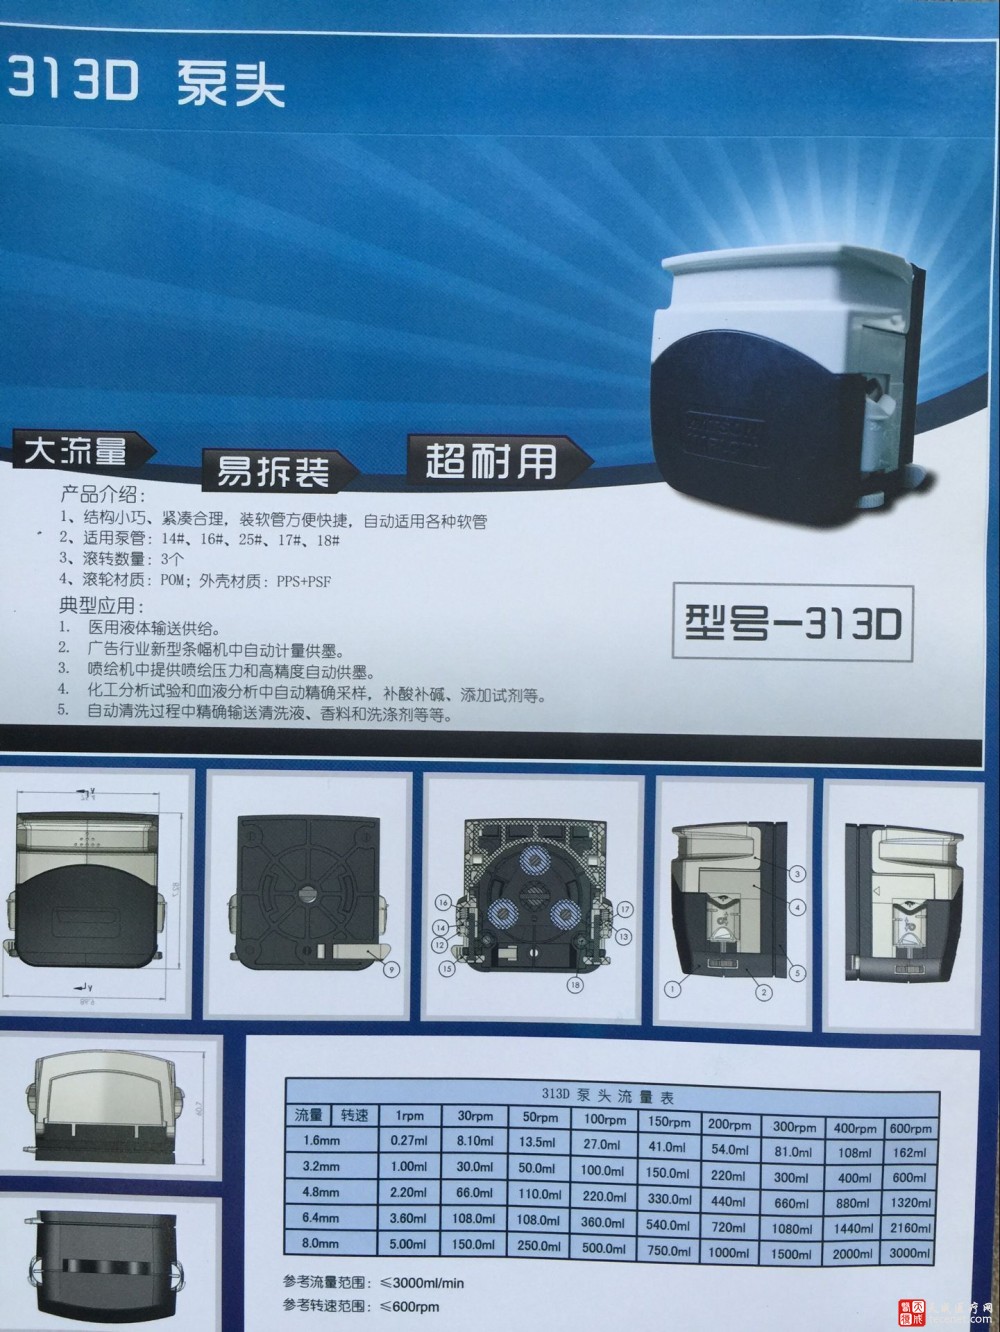 313D 泵头
大流量
易拆装
超耐用
产品介绍：
1、结构小巧、紧凑合理，装软管方便快捷，自动适用各种软管
2、适用泵管：14#、16#、25#、17#、18#
3、滚转数量：3个
4、滚轮材质：POM；外壳材质：PPS+PSF
型号-313D
典型应用：
1. 医用液体输送供给。
2. 广告行业新型条幅机中自动计量供墨。
3. 喷绘机中提供喷绘压力和高精度自动供墨。
4. 化工分析试验和血液分析中自动精确采样，补酸补碱、添加试剂等。
5. 自动清洗过程中精确输送清洗液、香料和洗涤剂等等。
9
16
14
12
15
17
13
18
3
4
5
1
2
313D 泵头流量表
流量 转速 1rpm 30rpm 50rpm 100rpm 150rpm 200rpm 300rpm 400rpm 600rpm
1.6mm 0.27ml 8.10ml 13.5ml 27.0ml 41.0ml 54.0ml 81.0ml 108ml 162ml
3.2mm 1.00ml 30.0ml 50.0ml 100.0ml 150.0ml 220ml 300ml 400ml 600ml
4.8mm 2.20ml 66.0ml 110.0ml 220.0ml 330.0ml 440ml 660ml 880ml 1320ml
6.4mm 3.60ml 108.0ml 108.0ml 360.0ml 540.0ml 720ml 1080ml 1440ml 2160ml
8.0mm 5.00ml 150.0ml 250.0ml 500.0ml 750.0ml 1000ml 1500ml 2000ml 3000ml
参考流量范围：≤3000ml/min
参考转速范围：≤600rpm